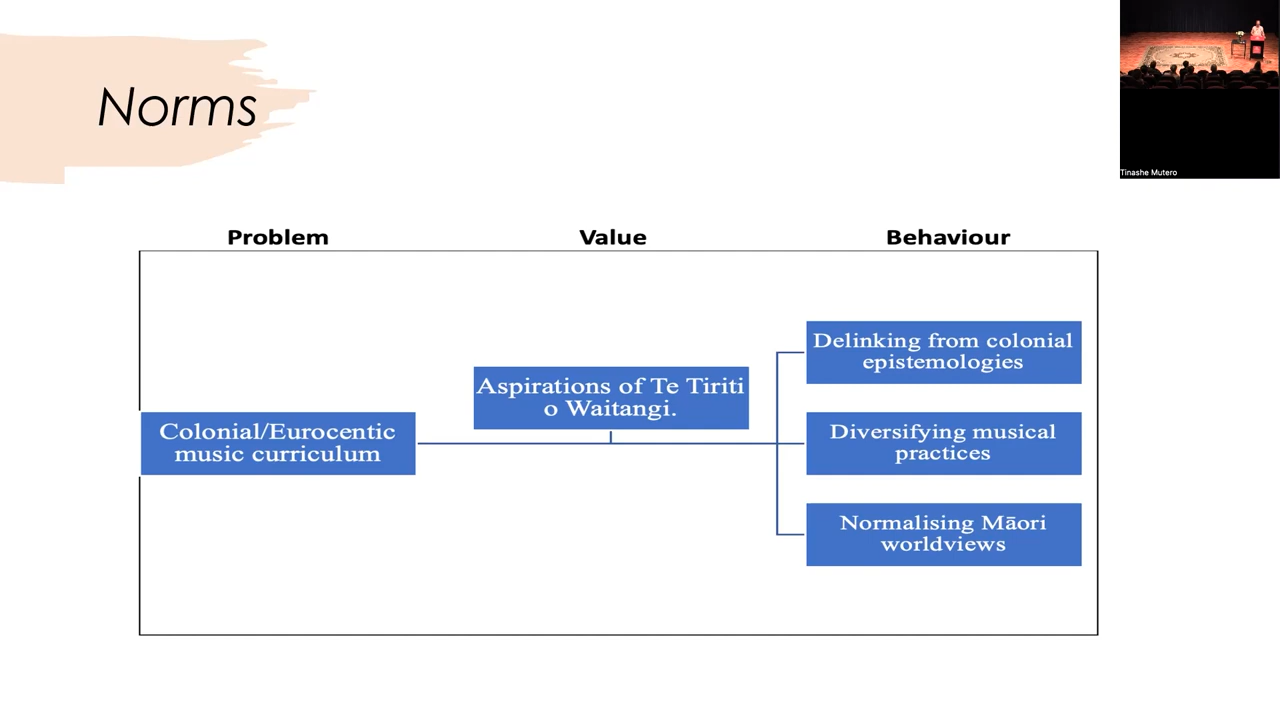 Norms
Tinashe Mutero
Problem
Value
Behaviour
Colonial/Eurocentic
music curriculum
Aspirations of Te Tiriti
o Waitangi.
Delinking from colonial
epistemologies
Diversifying musical
practices
Normalising Māori
worldviews